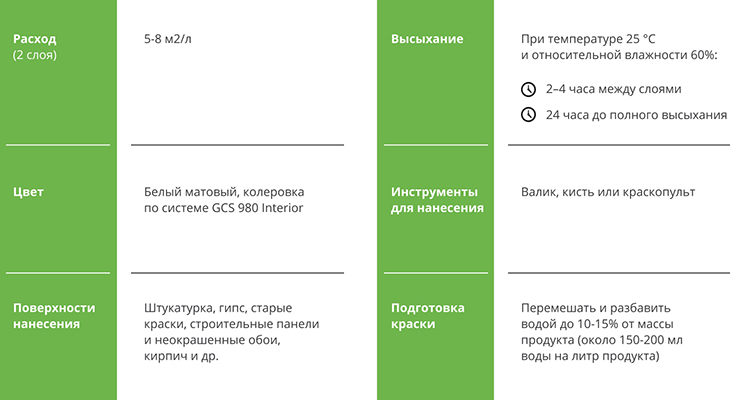 Расход
(2 слоя)
5-8 м2/л
Высыхание
При температуре 25 °C
и относительной влажности 60%:
2–4 часа между слоями
24 часа до полного высыхания
Цвет
Белый матовый, колеровка
по системе GCS 980 Interior
Инструменты
для нанесения
Валик, кисть или краскопульт
Поверхности
нанесения
Штукатурка, гипс, старые
краски, строительные панели
и неокрашенные обои,
кирпич и др.
Подготовка
краски
Перемешать и разбавить
водой до 10-15% от массы
продукта (около 150-200 мл
воды на литр продукта)